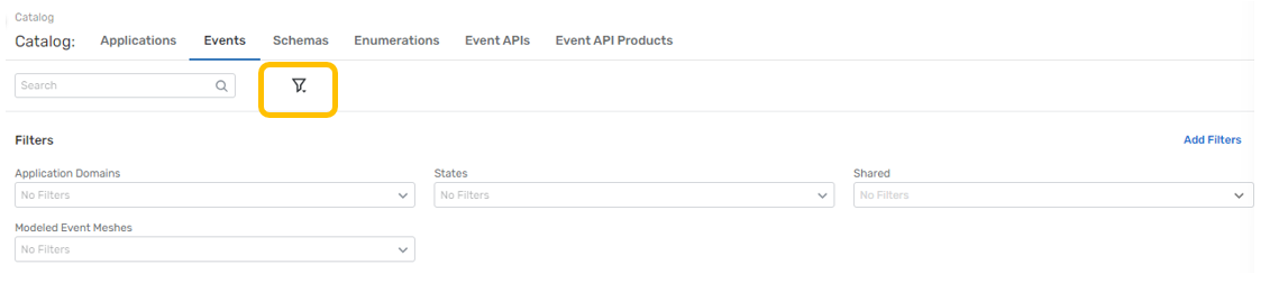 Catalog
Catalog: Applications Events Schemas Enumerations Event APIs Event API Products
Search
Filters Add Filters
Application Domains States Shared
No Filters No Filters No Filters
Modeled Event Meshes
No Filters